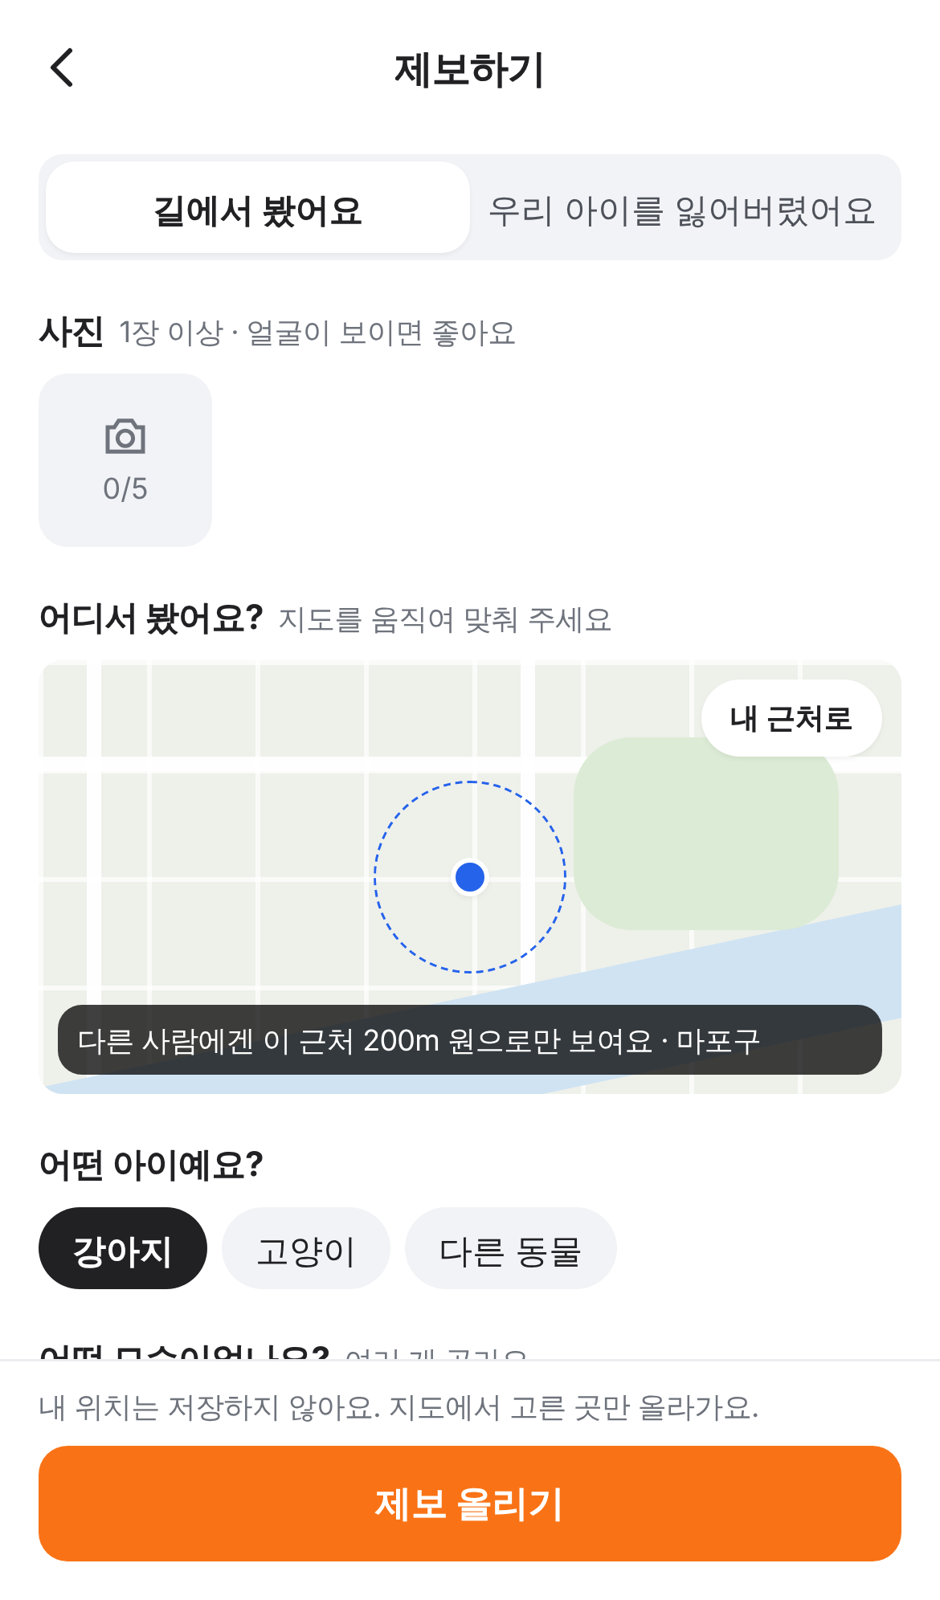 제보하기
길에서 봤어요
우리 아이를 잃어버렸어요
사진 1장 이상 · 얼굴이 보이면 좋아요
0/5
어디서 봤어요? 지도를 움직여 맞춰 주세요
내 근처로
다른 사람에겐 이 근처 200m 원으로만 보여요 · 마포구
어떤 아이예요?
강아지
고양이
다른 동물
내 위치는 저장하지 않아요. 지도에서 고른 곳만 올라가요.
제보 올리기